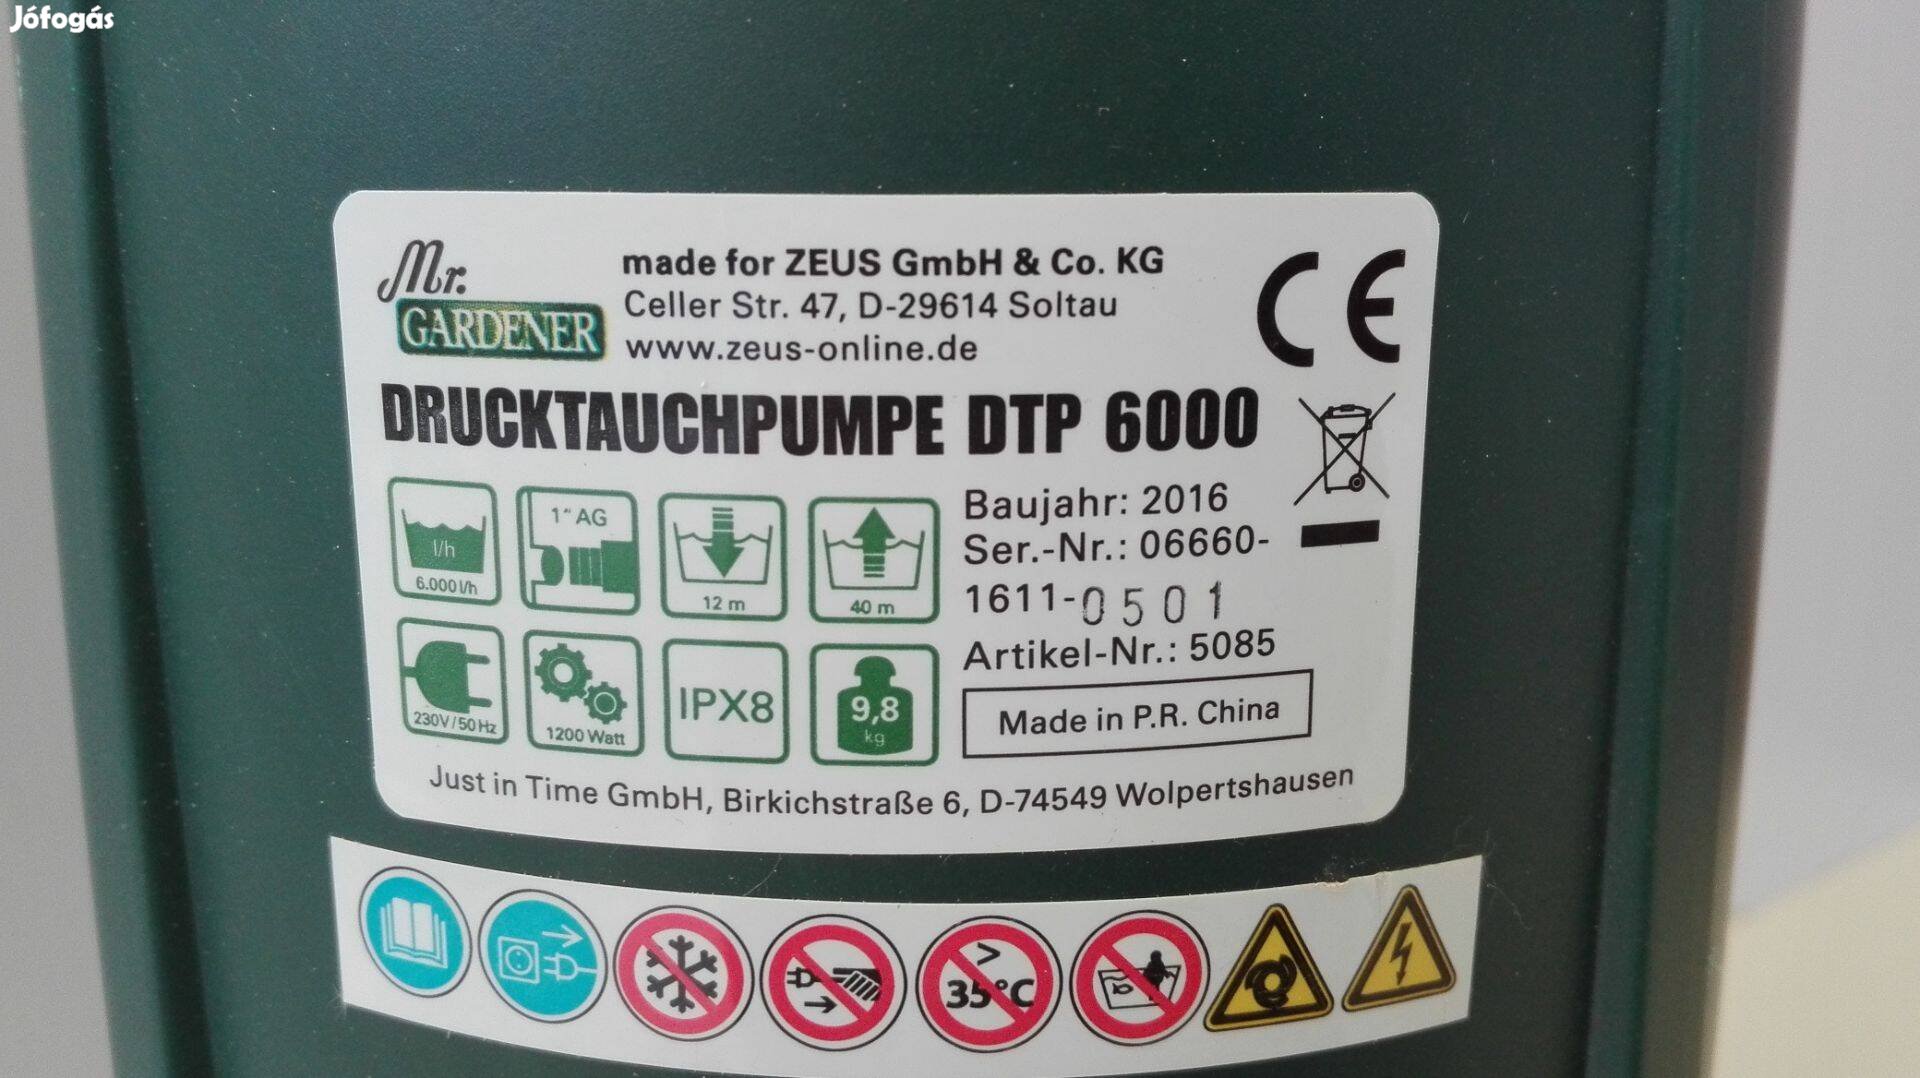 Jófogás
Mr.
GARDENER
made for ZEUS GmbH & Co. KG
Celler Str. 47, D-29614 Soltau
www.zeus-online.de
CE
DRUCKTAUCHPUMPE DTP 6000
l/h
6.000 l/h
1" AG
12 m
40 m
Baujahr: 2016
Ser.-Nr.: 06660-
1611-0501
Artikel-Nr.: 5085
230V/50 Hz
1200 Watt
IPX8
9,8
kg
Made in P.R. China
Just in Time GmbH, Birkichstraße 6, D-74549 Wolpertshausen
>
35°C